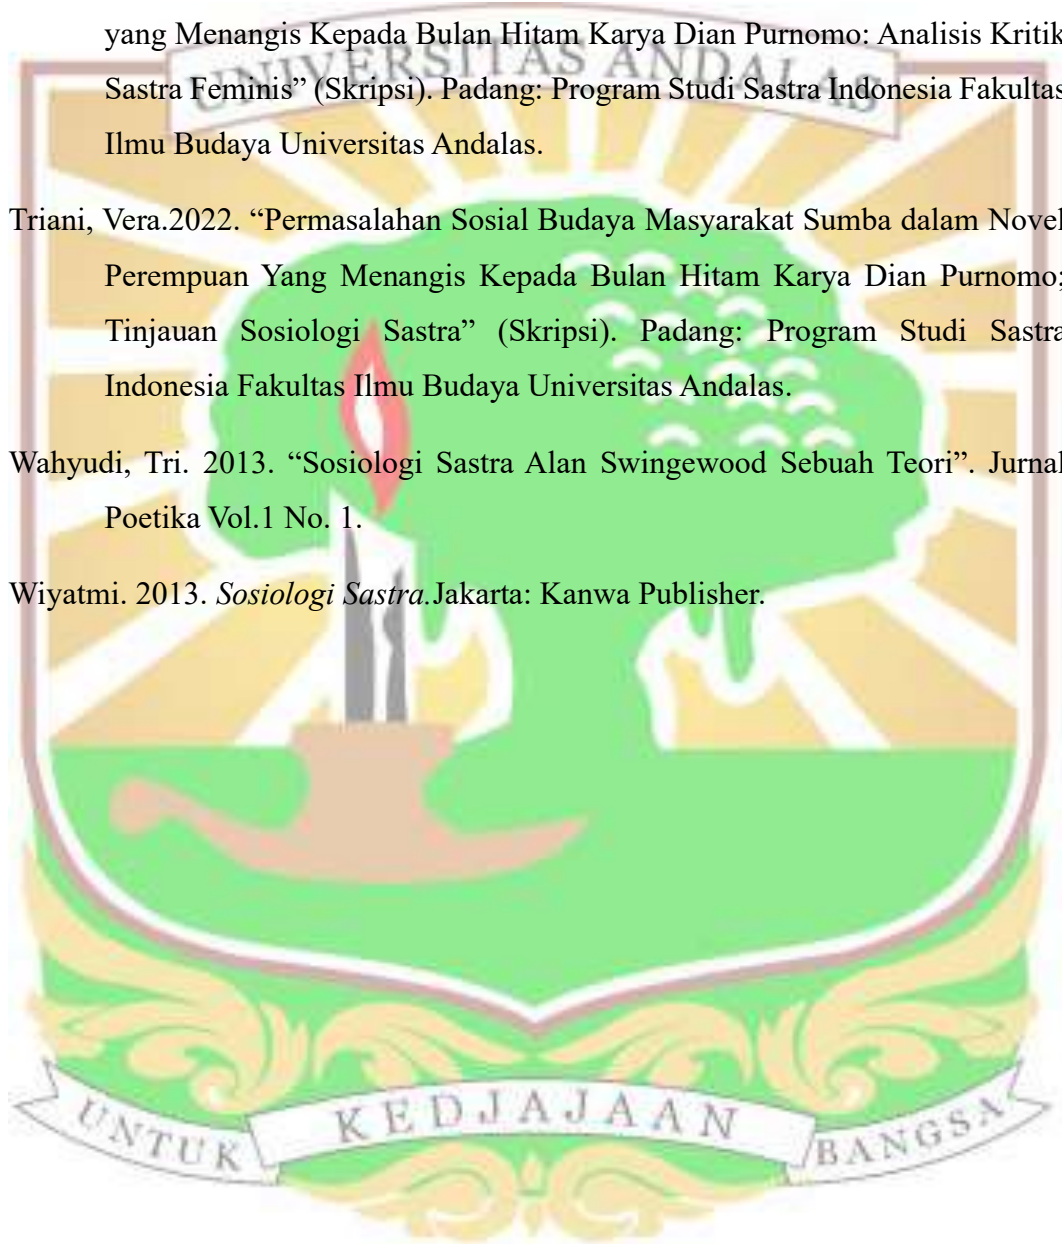 yang Menangis Kepada Bulan Hitam Karya Dian Purnomo: Analisis Kritik
UNIVERSITAS ANDALAS
Sastra Feminis” (Skripsi). Padang: Program Studi Sastra Indonesia Fakultas
Ilmu Budaya Universitas Andalas.
Triani, Vera.2022. “Permasalahan Sosial Budaya Masyarakat Sumba dalam Novel
Perempuan Yang Menangis Kepada Bulan Hitam Karya Dian Purnomo;
Tinjauan Sosiologi Sastra” (Skripsi). Padang: Program Studi Sastra
Indonesia Fakultas Ilmu Budaya Universitas Andalas.
Wahyudi, Tri. 2013. “Sosiologi Sastra Alan Swingewood Sebuah Teori”. Jurnal
Poetika Vol.1 No. 1.
Wiyatmi. 2013. Sosiologi Sastra.Jakarta: Kanwa Publisher.
UNTUK KEDJAJAAN BANGSA